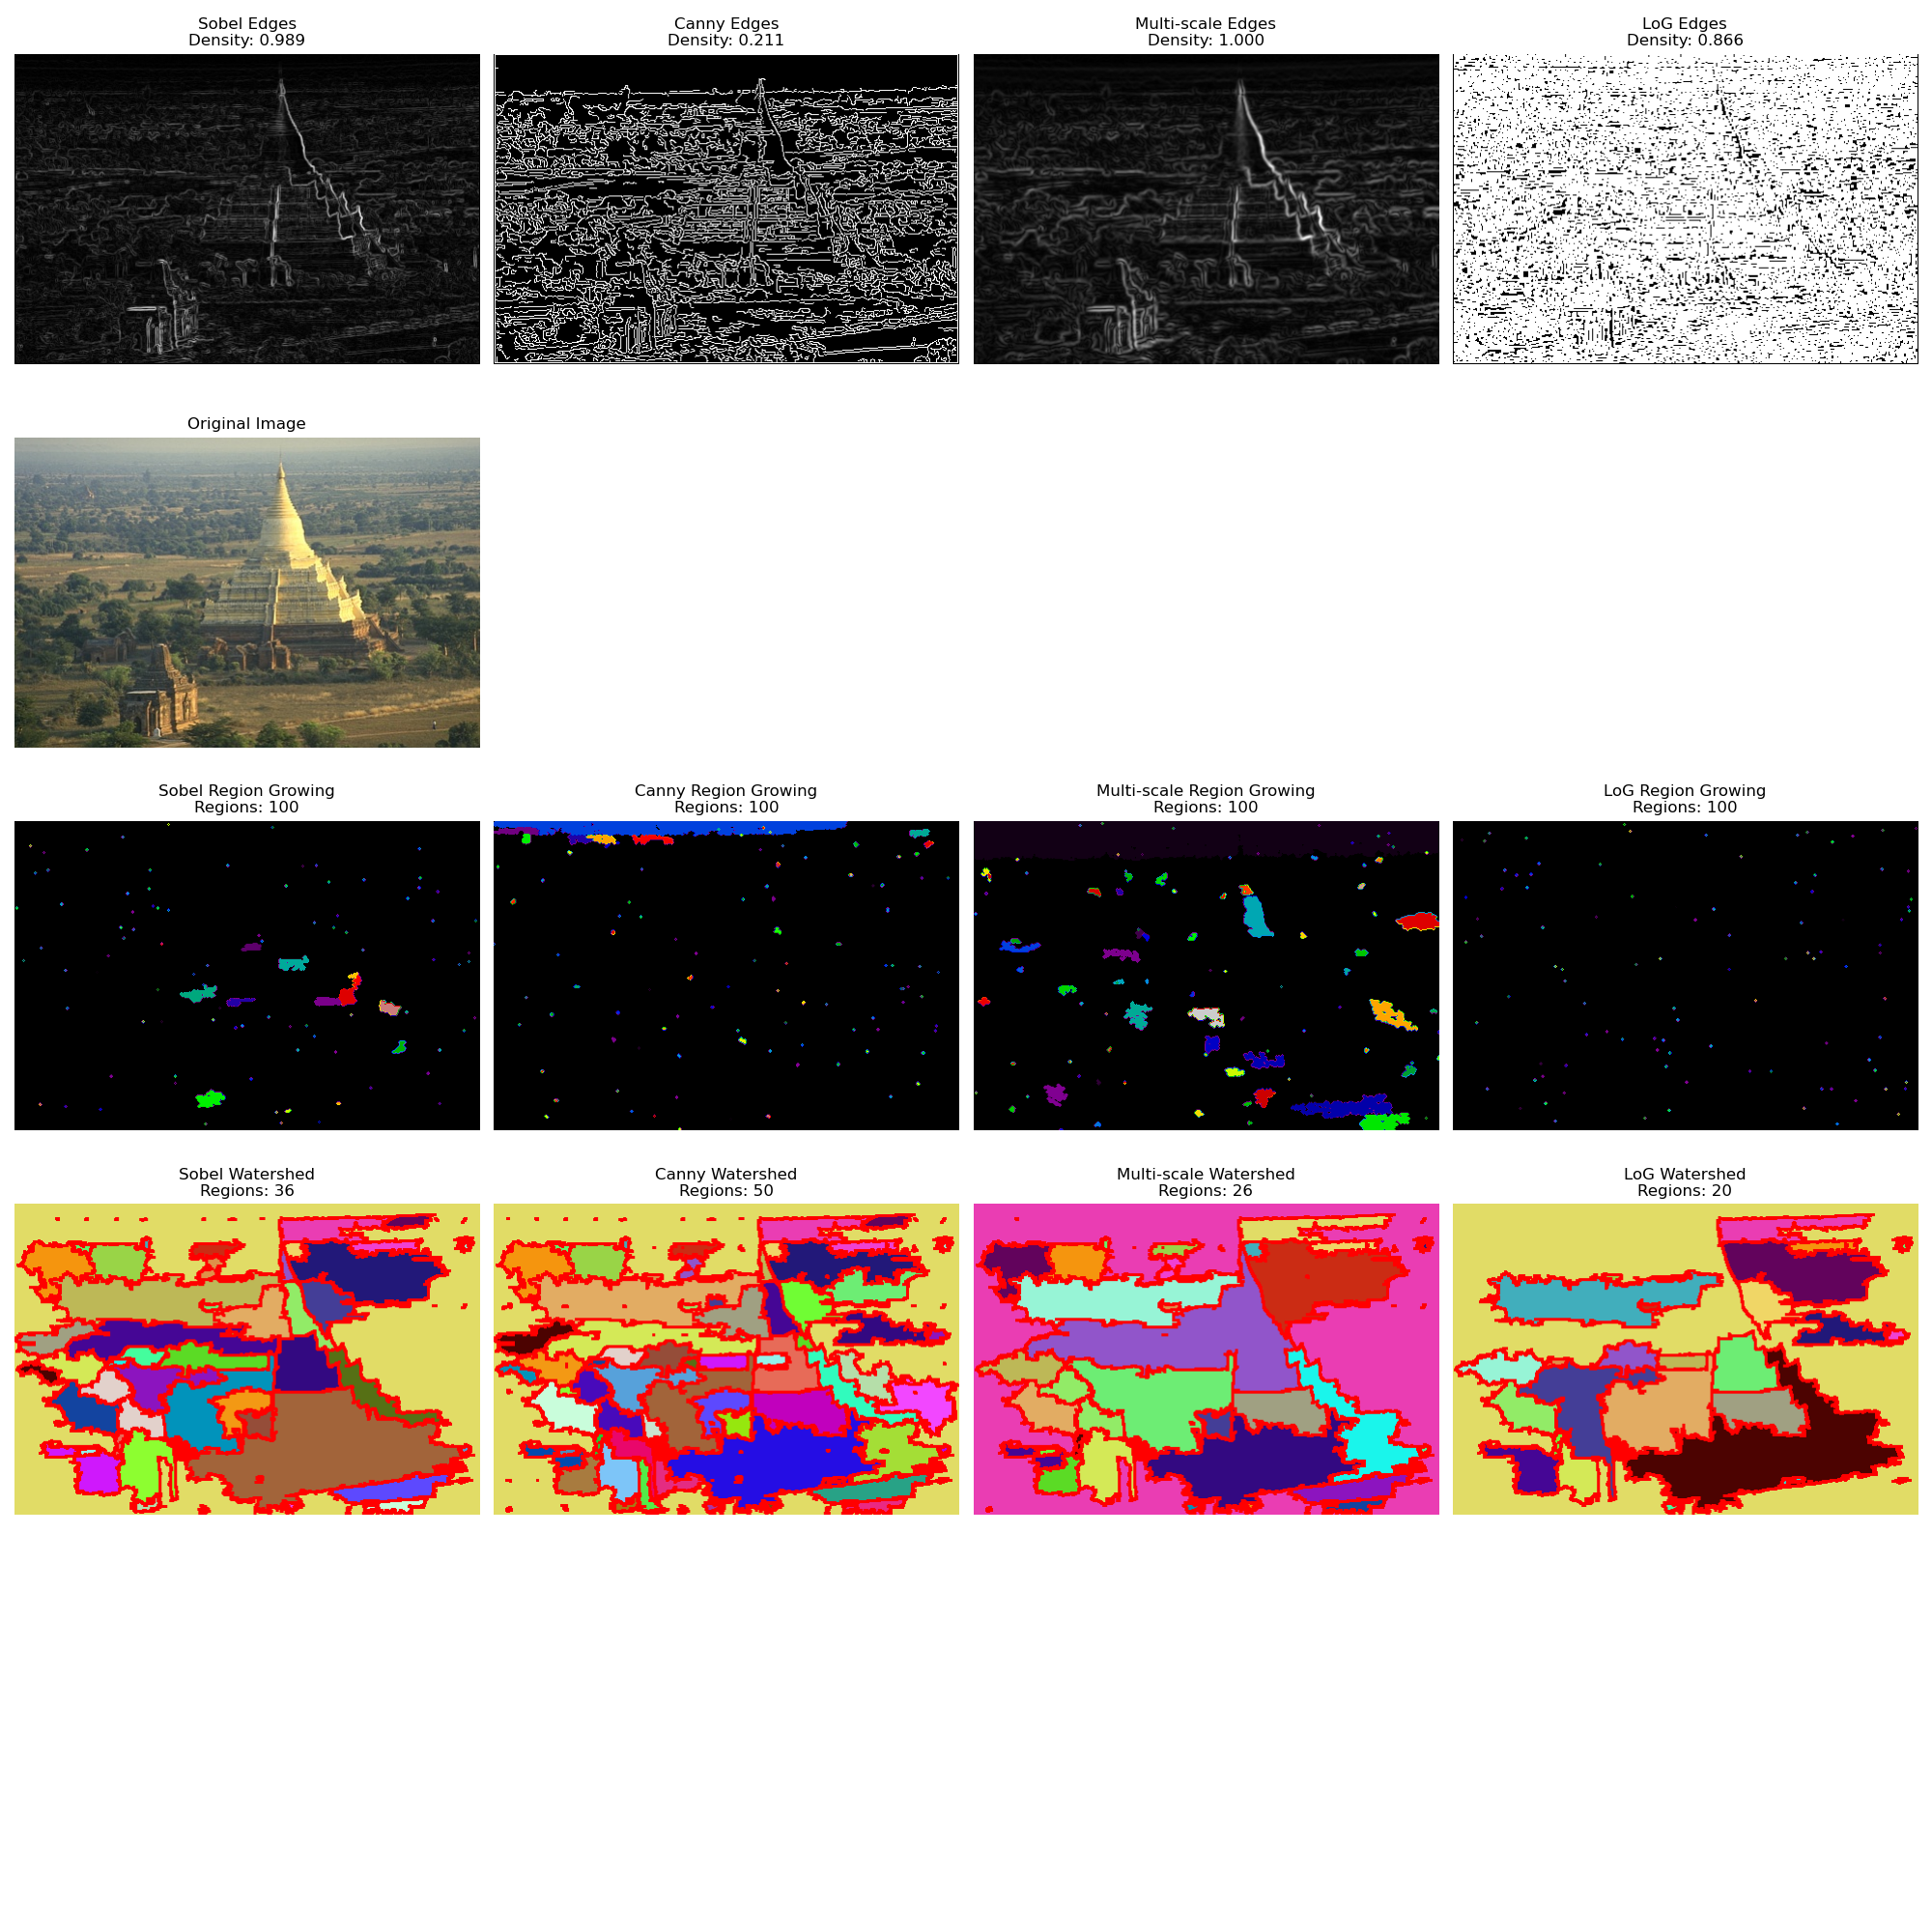 Sobel Edges
Density: 0.989
Canny Edges
Density: 0.211
Multi-scale Edges
Density: 1.000
LoG Edges
Density: 0.866
Original Image
Sobel Region Growing
Regions: 100
Canny Region Growing
Regions: 100
Multi-scale Region Growing
Regions: 100
LoG Region Growing
Regions: 100
Sobel Watershed
Regions: 36
Canny Watershed
Regions: 50
Multi-scale Watershed
Regions: 26
LoG Watershed
Regions: 20